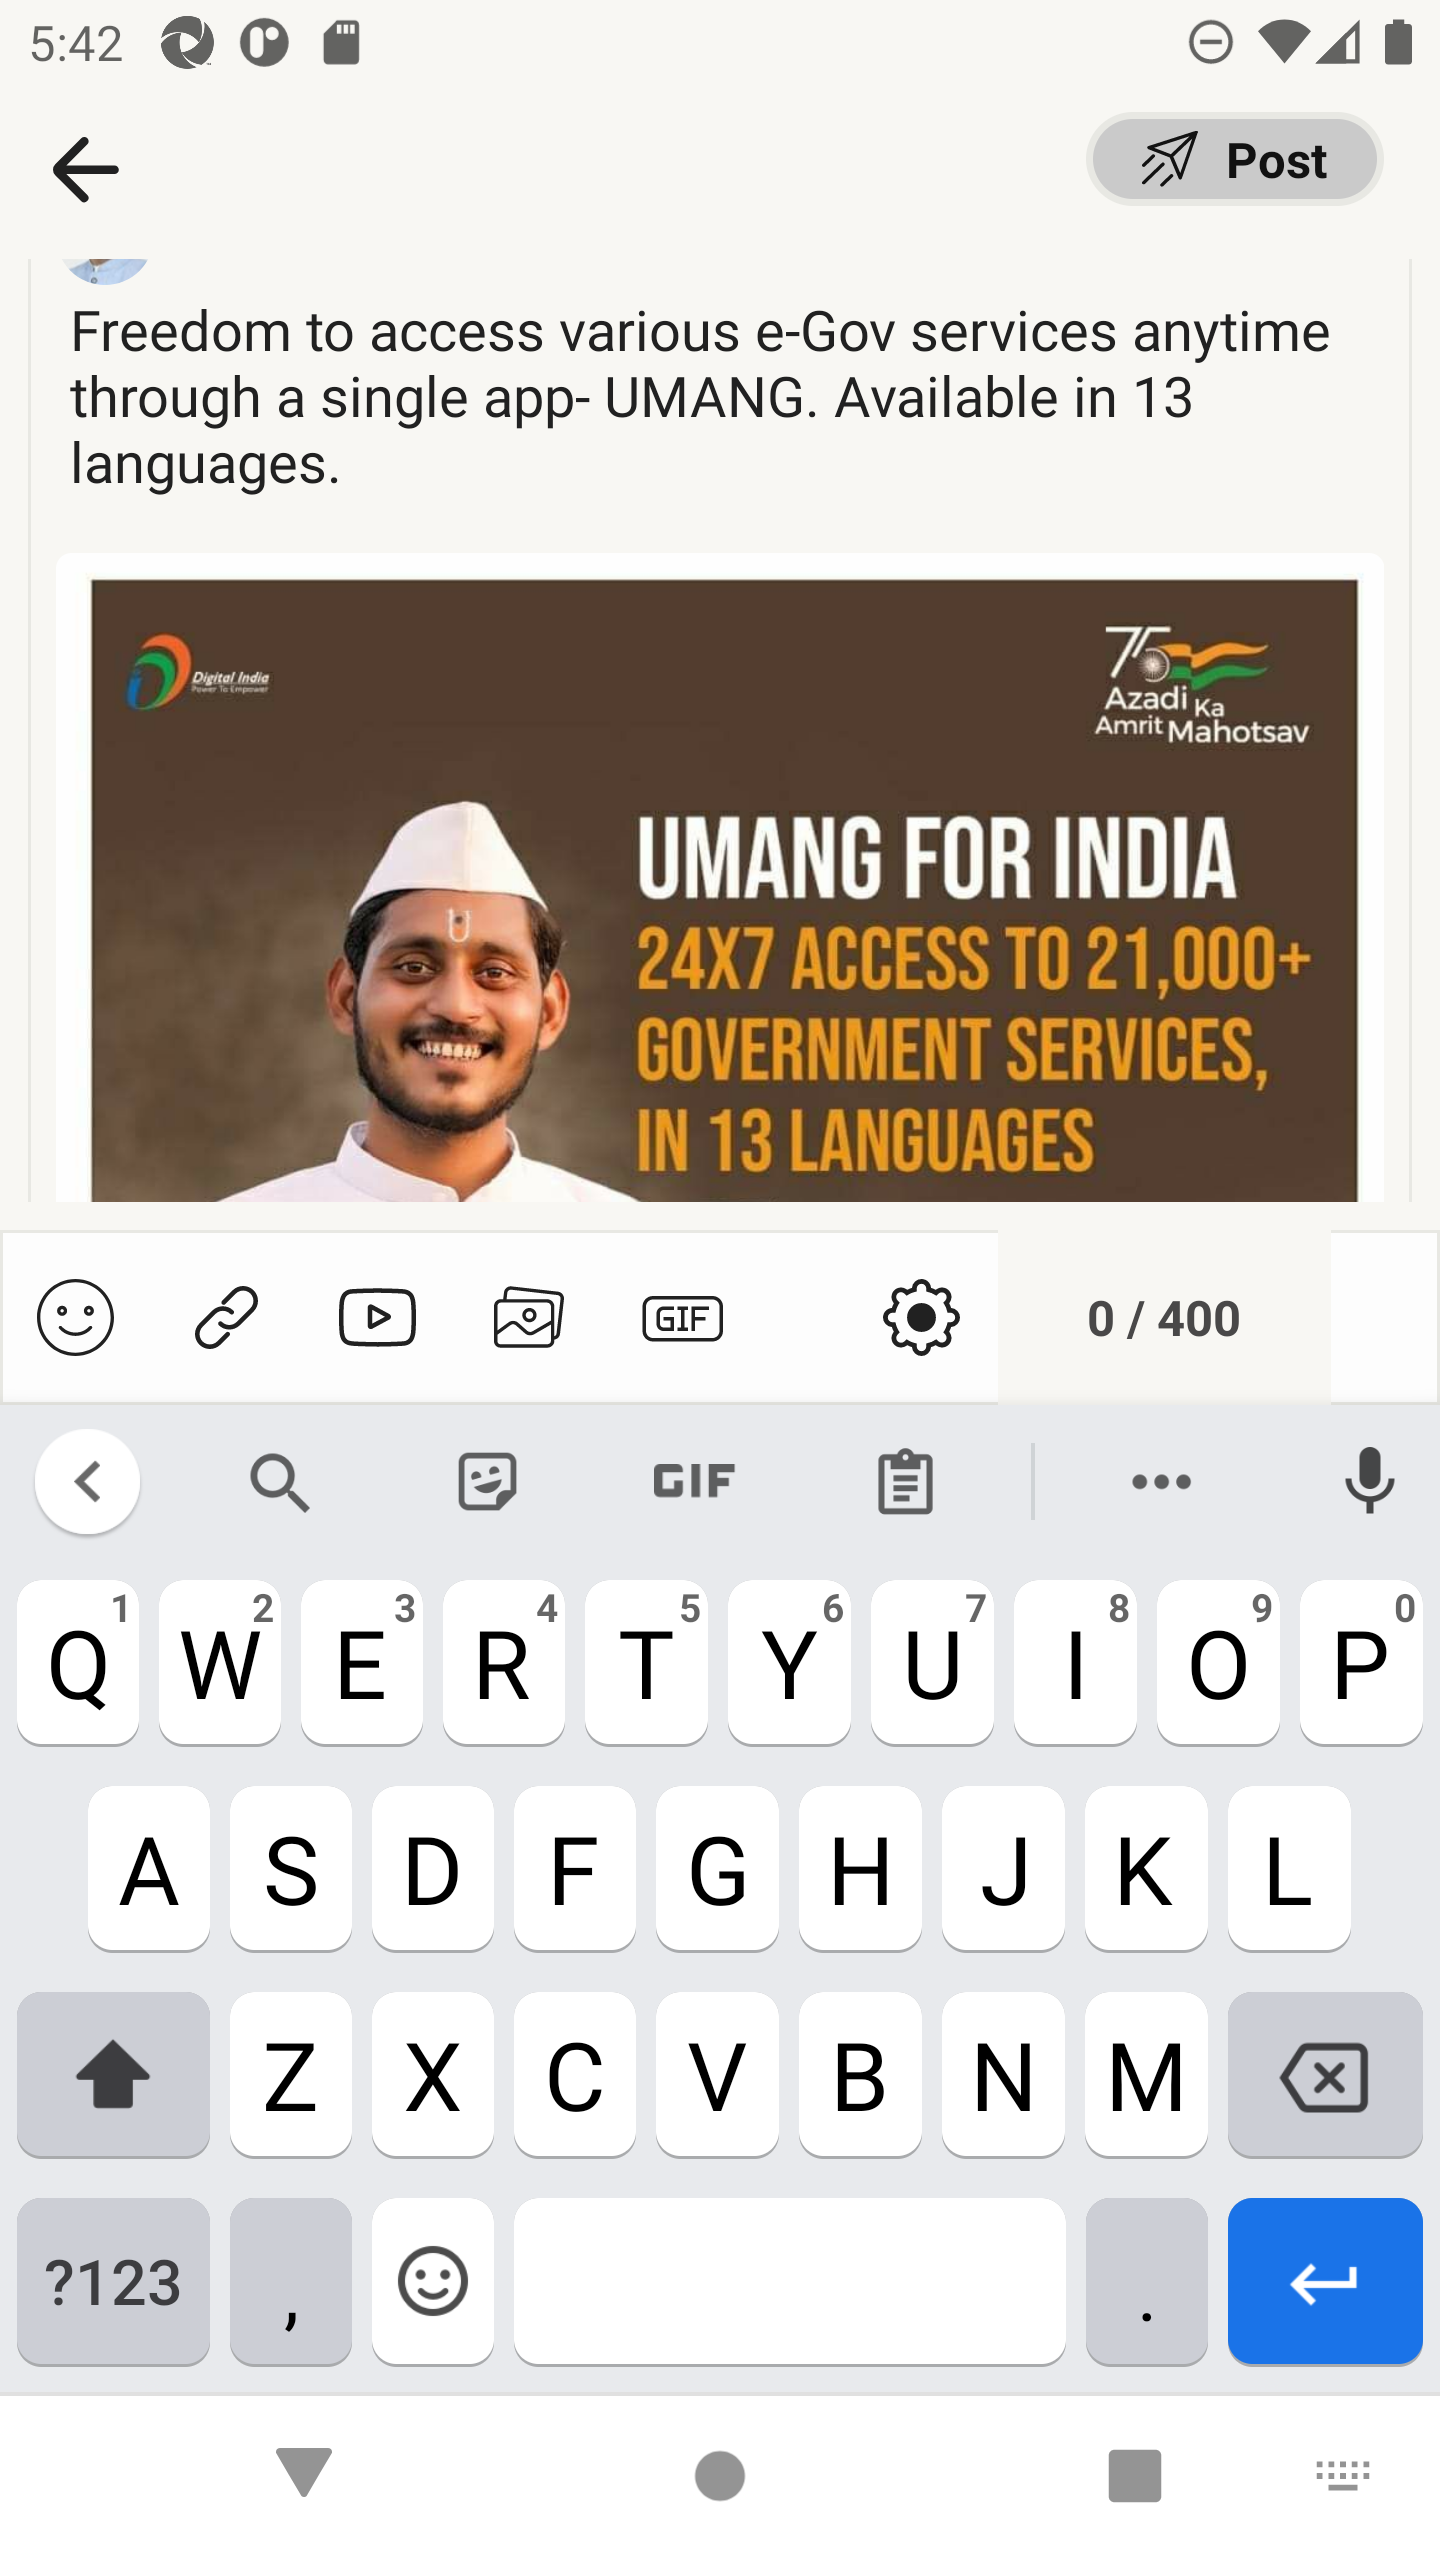 5:42
Post
Freedom to access various e-Gov services anytime
through a single app- UMANG. Available in 13
languages.
Digital India
Power To Empower
75
Azadi Ka
Amrit Mahotsav
UMANG FOR INDIA
24X7 ACCESS TO 21,000+
GOVERNMENT SERVICES,
IN 13 LANGUAGES
GIF
0 / 400
GIF
1 2 3 4 5 6 7 8 9 0
Q W E R T Y U I O P
A S D F G H J K L
Z X C V B N M
?123 , .